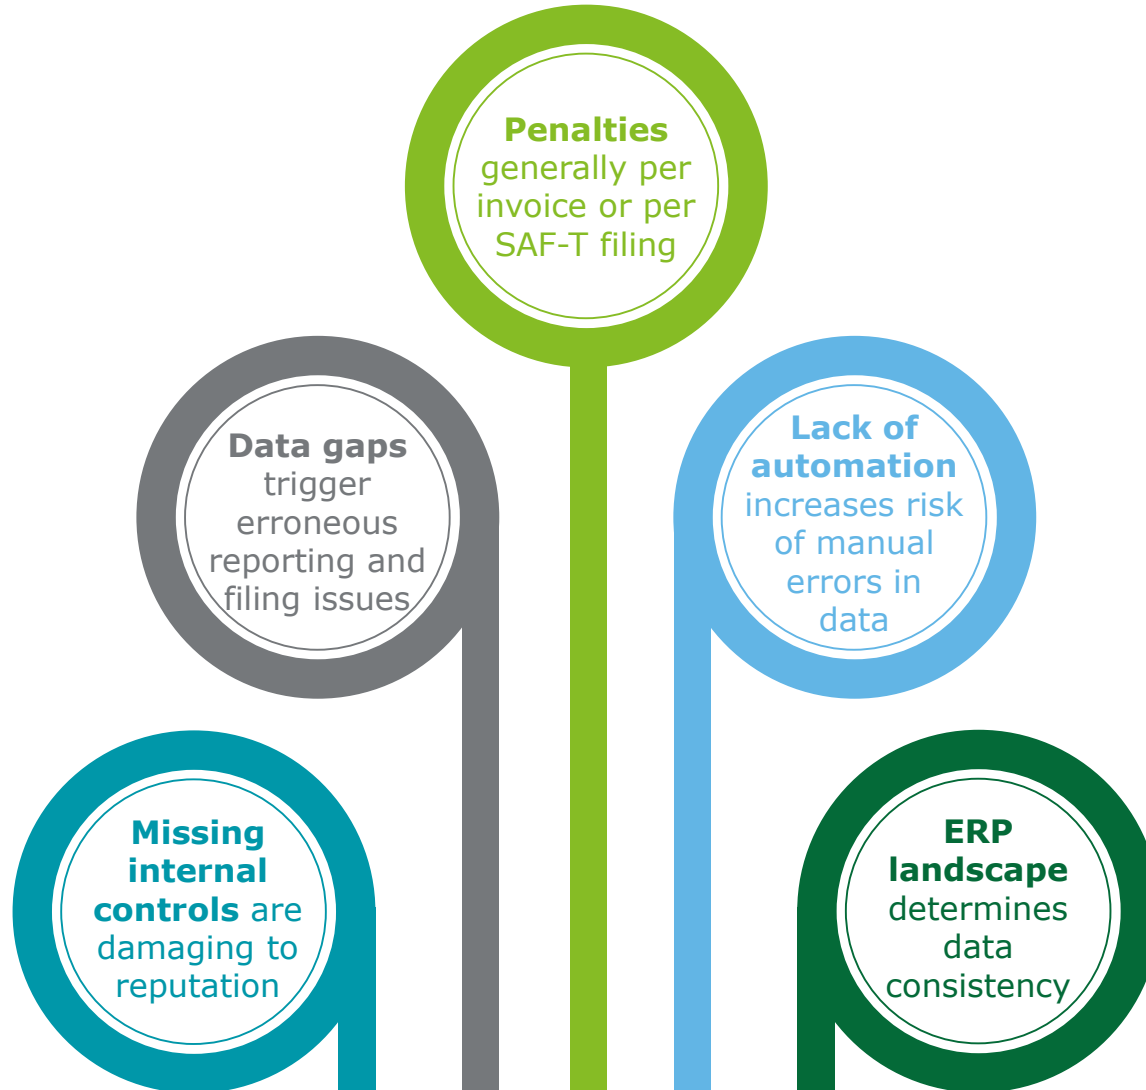 Penalties
generally per
invoice or per
SAF-T filing
Data gaps
trigger
erroneous
reporting and
filing issues
Lack of
automation
increases risk
of manual
errors in
data
Missing
internal
controls are
damaging to
reputation
ERP
landscape
determines
data
consistency